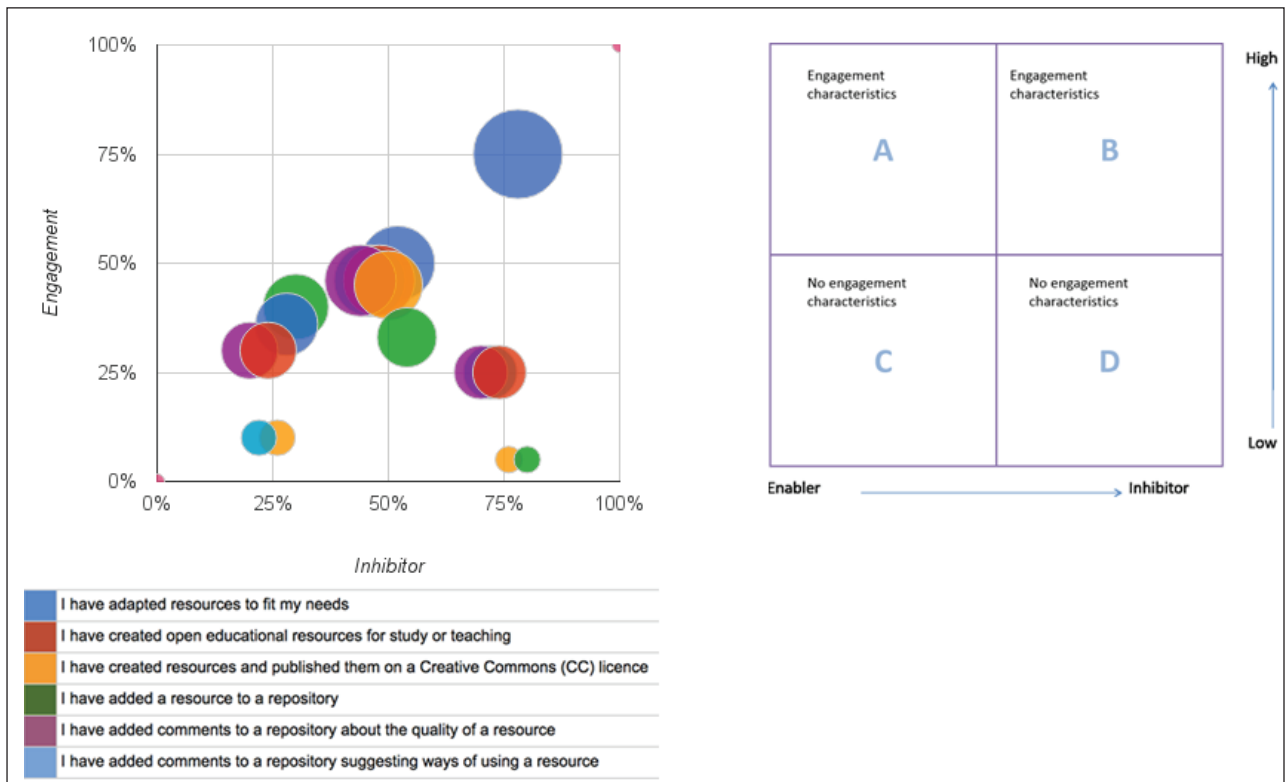 100%
75%
50%
25%
0%
Engagement
0%
25%
50%
75%
100%
Inhibitor
Engagement
characteristics
A
Engagement
characteristics
B
No engagement
characteristics
C
No engagement
characteristics
D
High
Low
Enabler
Inhibitor
I have adapted resources to fit my needs
I have created open educational resources for study or teaching
I have created resources and published them on a Creative Commons (CC) licence
I have added a resource to a repository
I have added comments to a repository about the quality of a resource
I have added comments to a repository suggesting ways of using a resource